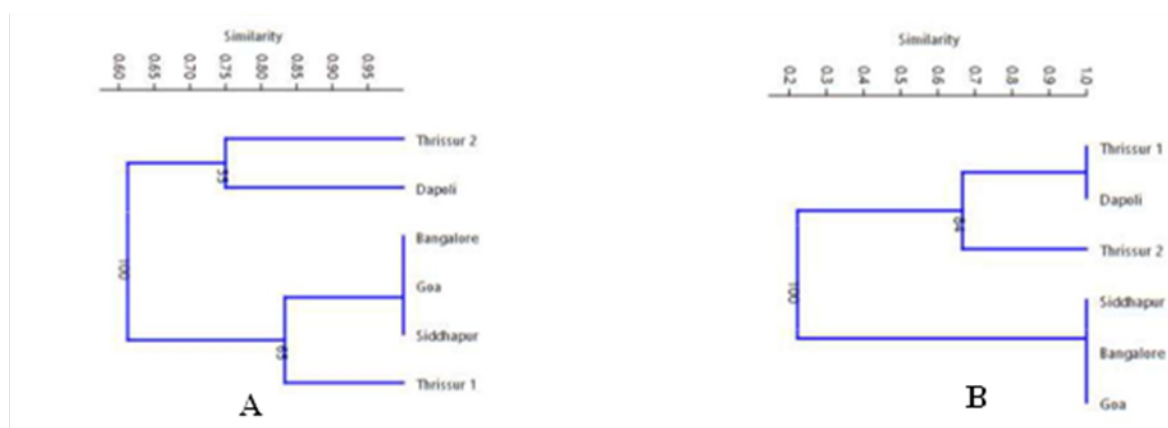 Similarity
0.60 0.65 0.70 0.75 0.80 0.85 0.90 0.95
Thrissur 2
Dapoli
Bangalore
Goa
Siddhapur
Thrissur 1
100
A
Similarity
0.2 0.3 0.4 0.5 0.6 0.7 0.8 0.9 1.0
Thrissur 1
Dapoli
Thrissur 2
Siddhapur
Bangalore
Goa
100
B